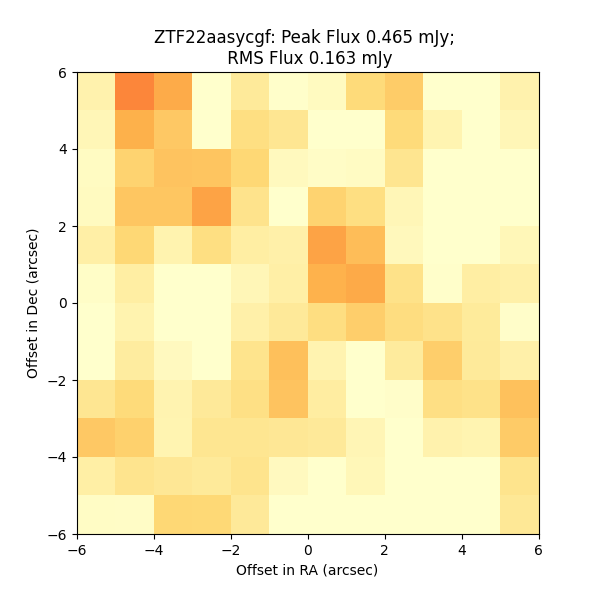 ZTF22aasycgf: Peak Flux 0.465 mJy;
RMS Flux 0.163 mJy
6
4
2
0
−2
−4
−6
Offset in Dec (arcsec)
−6 −4 −2 0 2 4 6
Offset in RA (arcsec)